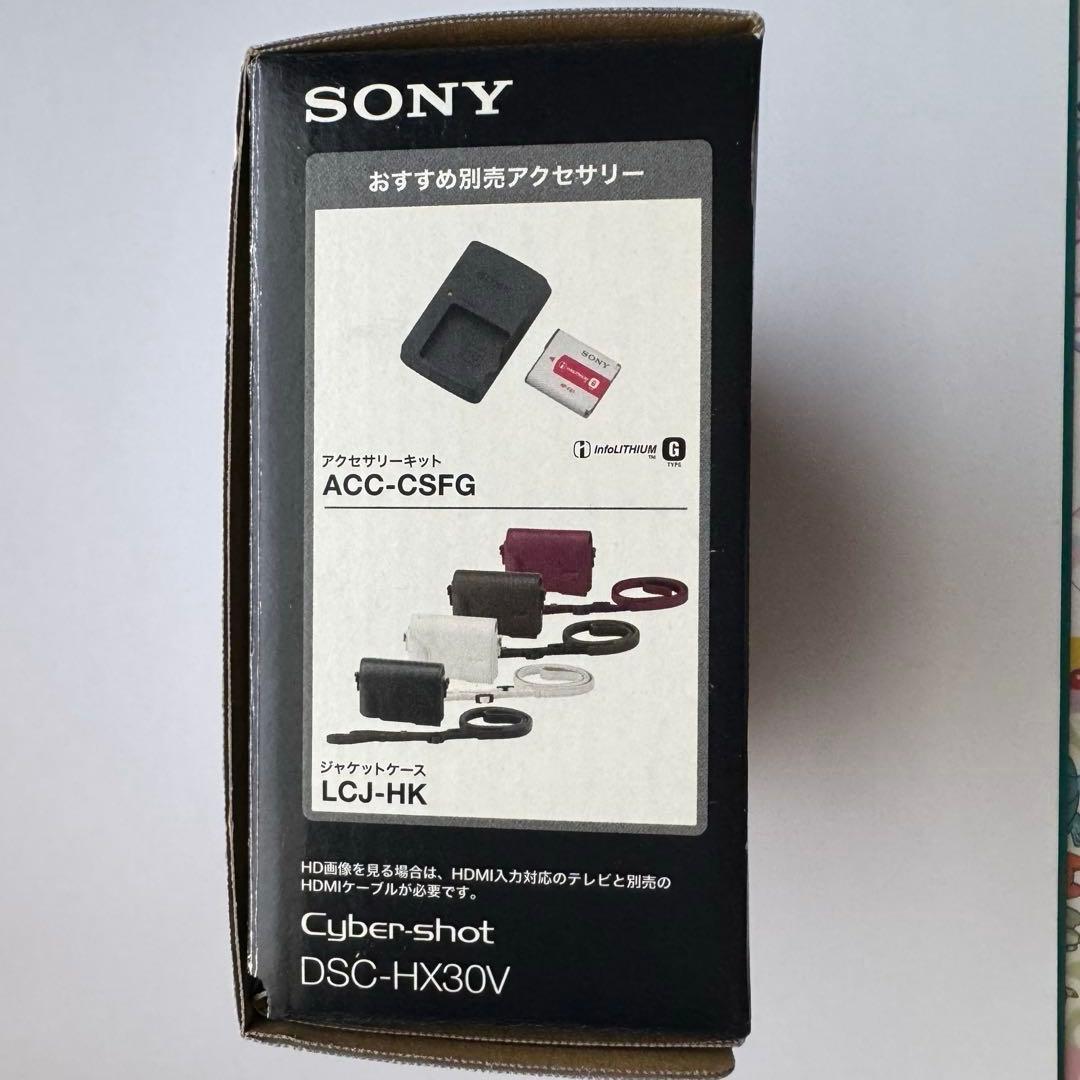 SONY
おすすめ別売アクセサリー
SONY
SONY
InfoLITHIUM G
InfoLITHIUM TM G
TYPE
アクセサリーキット
ACC-CSFG
ジャケットケース
LCJ-HK
HD画像を見る場合は、HDMI入力対応のテレビと別売の
HDMIケーブルが必要です。
Cyber-shot
DSC-HX30V